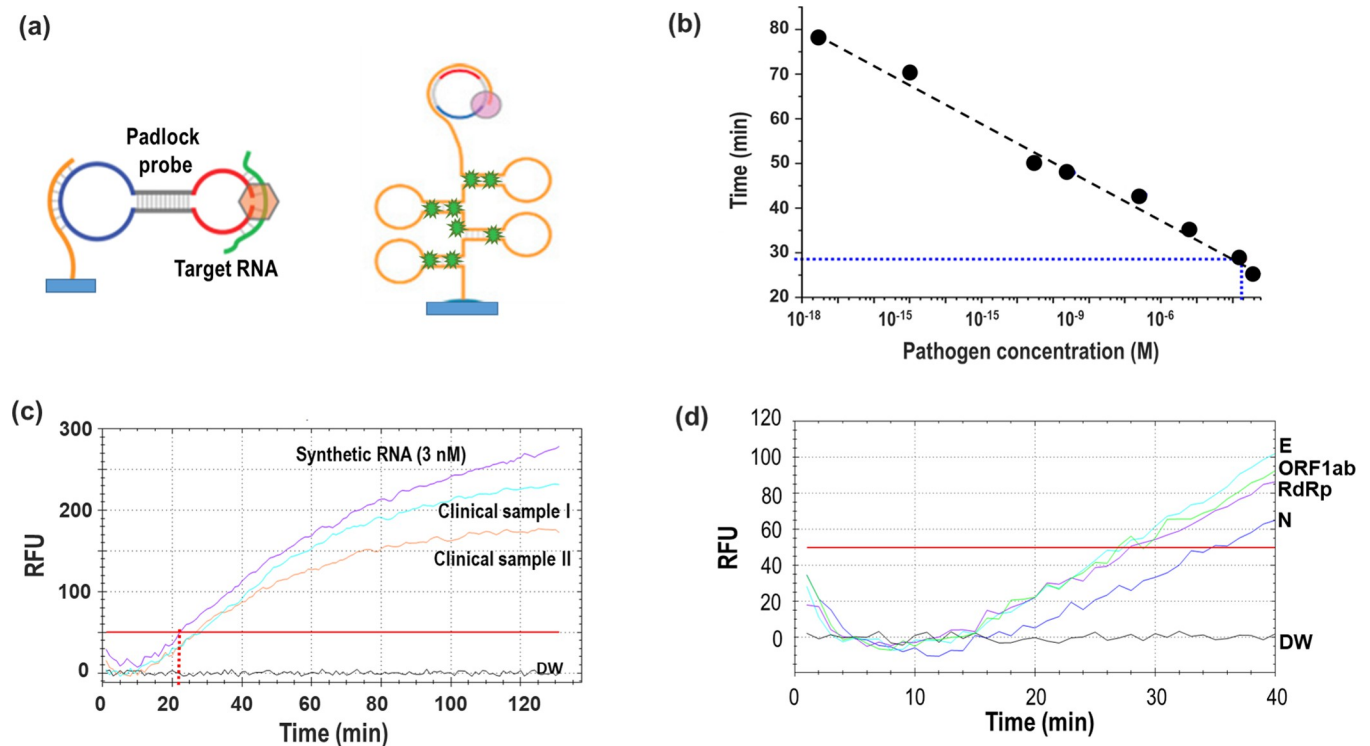 (a)
Padlock
probe
Target RNA
(b)
80
70
60
50
40
30
20
Time (min)
10-18
10-15
10-15
10-9
10-6
Pathogen concentration (M)
(c)
300
200
100
0
RFU
Synthetic RNA (3 nM)
Clinical sample I
Clinical sample II
DW
0 20 40 60 80 100 120
Time (min)
(d)
120
100
80
60
40
20
0
RFU
E
ORF1ab
RdRp
N
DW
0 10 20 30 40
Time (min)